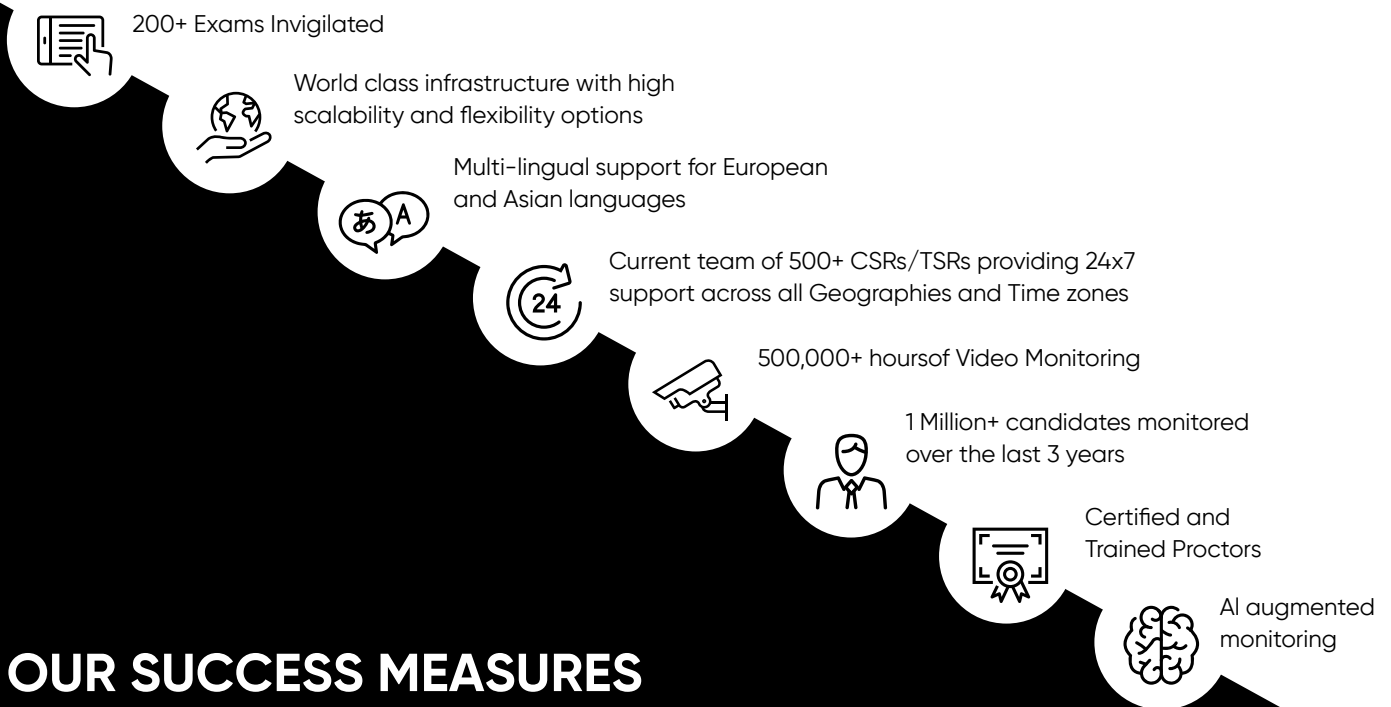 200+ Exams Invigilated
World class infrastructure with high
scalability and flexibility options
Multi-lingual support for European
and Asian languages
あ A
Current team of 500+ CSRs/TSRs providing 24x7
support across all Geographies and Time zones
24
500,000+ hoursof Video Monitoring
1 Million+ candidates monitored
over the last 3 years
Certified and
Trained Proctors
AI augmented
monitoring
OUR SUCCESS MEASURES